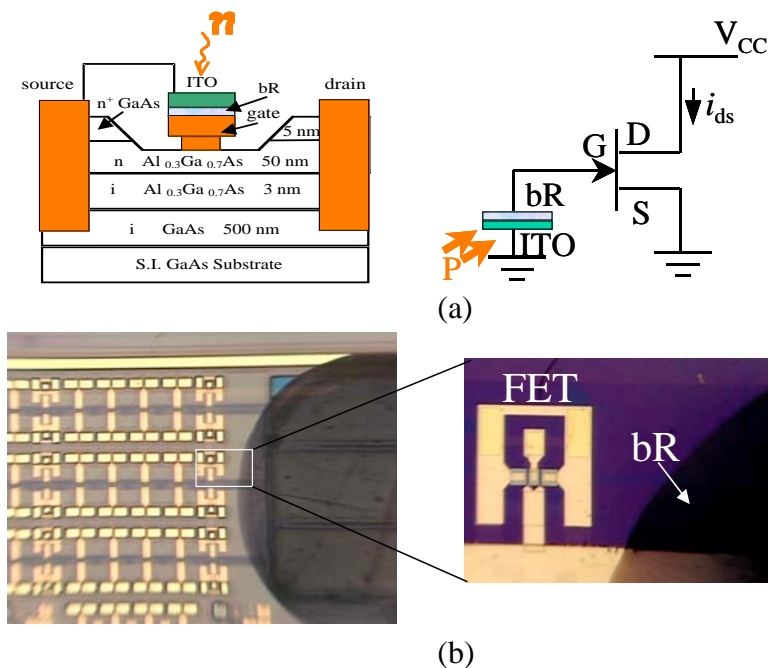 ITO
source
drain
n+ GaAs
bR
gate
5 nm
n Al 0.3Ga 0.7As 50 nm
i Al 0.3Ga 0.7As 3 nm
i GaAs 500 nm
S.I. GaAs Substrate
VCC
ids
G
D
S
bR
ITO
P
(a)
FET
bR
(b)